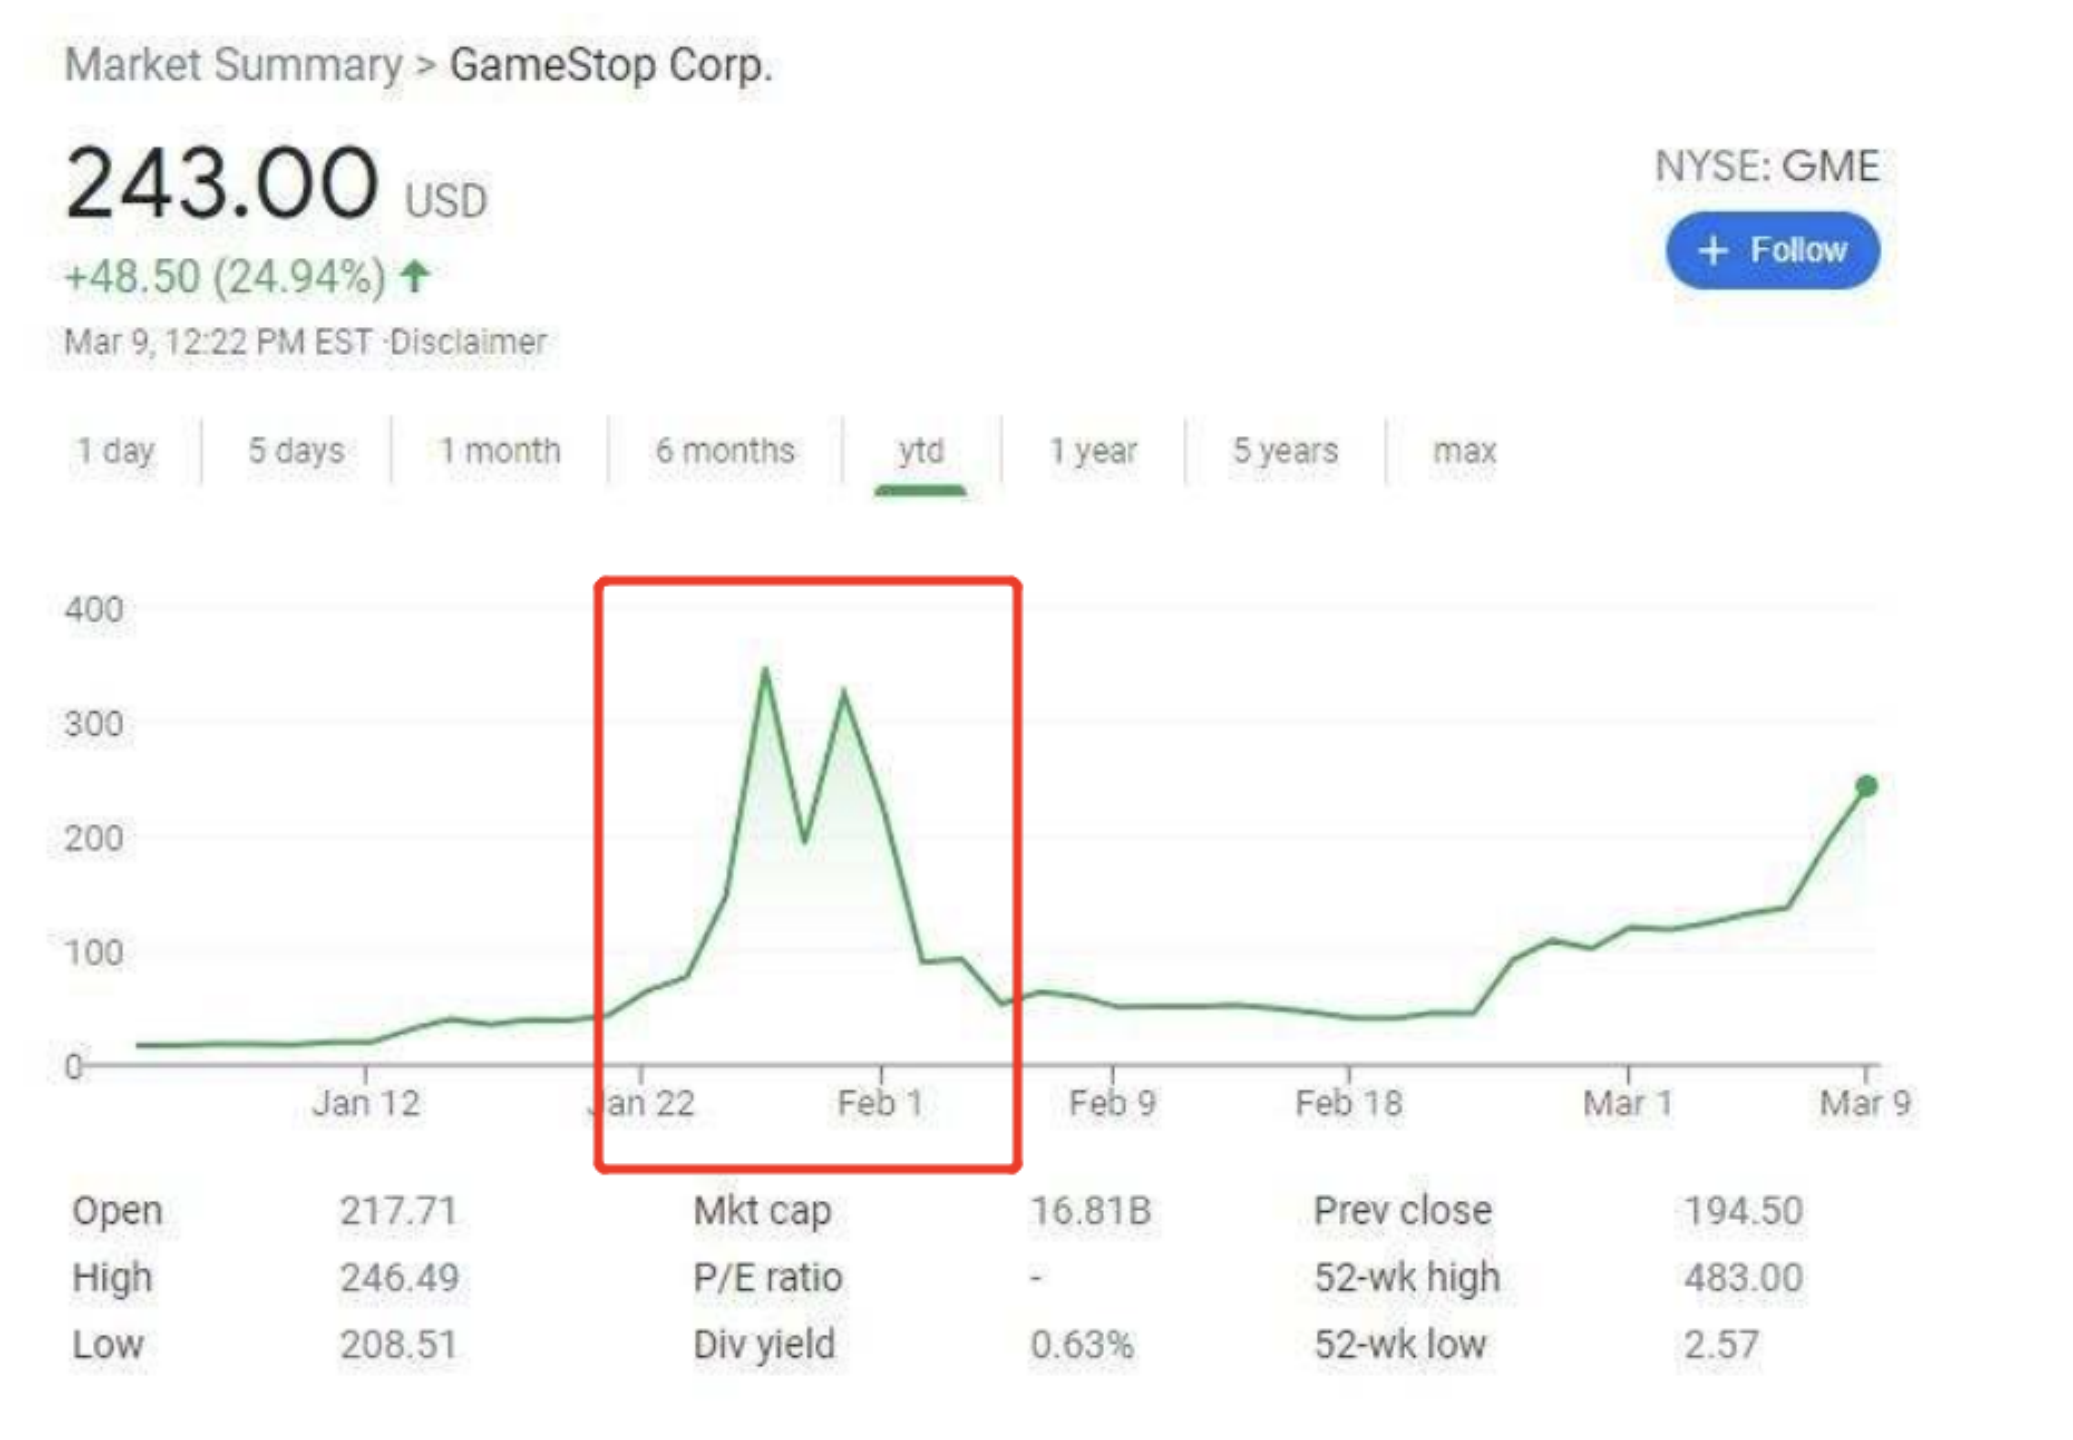 Market Summary > GameStop Corp.
243.00 USD
NYSE: GME
+48.50 (24.94%)
+ Follow
Mar 9, 12:22 PM EST ·Disclaimer
1 day 5 days 1 month 6 months ytd 1 year 5 years max
400
300
200
100
0
Jan 12 Jan 22 Feb 1 Feb 9 Feb 18 Mar 1 Mar 9
Open 217.71 Mkt cap 16.81B Prev close 194.50
High 246.49 P/E ratio - 52-wk high 483.00
Low 208.51 Div yield 0.63% 52-wk low 2.57